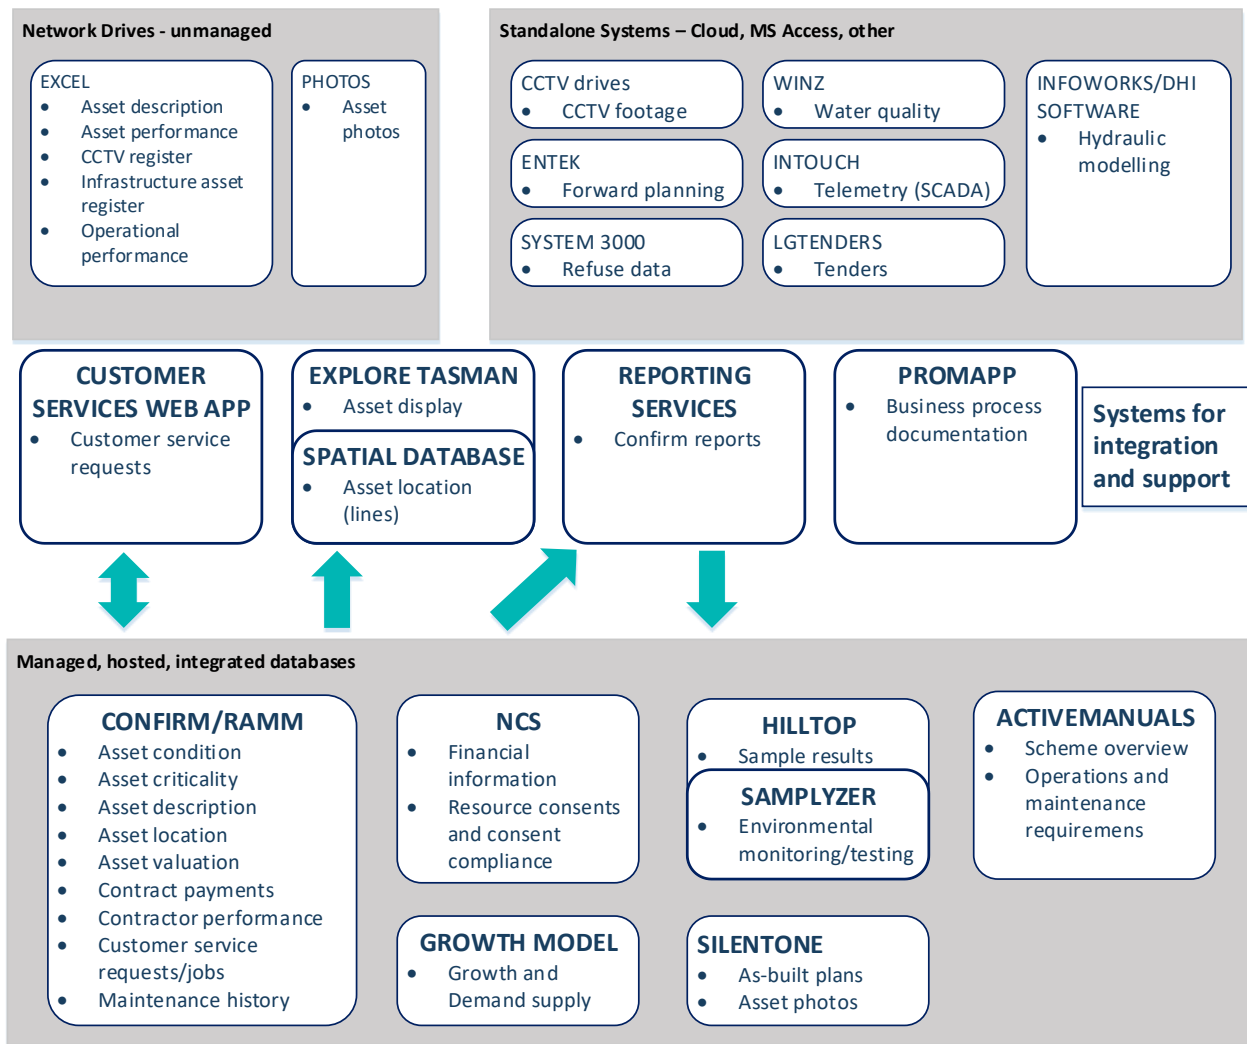 Network Drives - unmanaged
EXCEL
• Asset description
• Asset performance
• CCTV register
• Infrastructure asset
register
• Operational
performance
PHOTOS
• Asset
photos
Standalone Systems – Cloud, MS Access, other
CCTV drives
• CCTV footage
WINZ
• Water quality
INFOWORKS/DHI
SOFTWARE
• Hydraulic
modelling
ENTEK
• Forward planning
INTOUCH
• Telemetry (SCADA)
SYSTEM 3000
• Refuse data
LGTENDERS
• Tenders
CUSTOMER
SERVICES WEB APP
• Customer service
requests
EXPLORE TASMAN
• Asset display
SPATIAL DATABASE
• Asset location
(lines)
REPORTING
SERVICES
• Confirm reports
PROMAPP
• Business process
documentation
Systems for
integration
and support
Managed, hosted, integrated databases
CONFIRM/RAMM
• Asset condition
• Asset criticality
• Asset description
• Asset location
• Asset valuation
• Contract payments
• Contractor performance
• Customer service
requests/jobs
• Maintenance history
NCS
• Financial
information
• Resource consents
and consent
compliance
HILLTOP
• Sample results
SAMPLYZER
• Environmental
monitoring/testing
ACTIVEMANUALS
• Scheme overview
• Operations and
maintenance
requiremens
GROWTH MODEL
• Growth and
Demand supply
SILENTONE
• As-built plans
• Asset photos